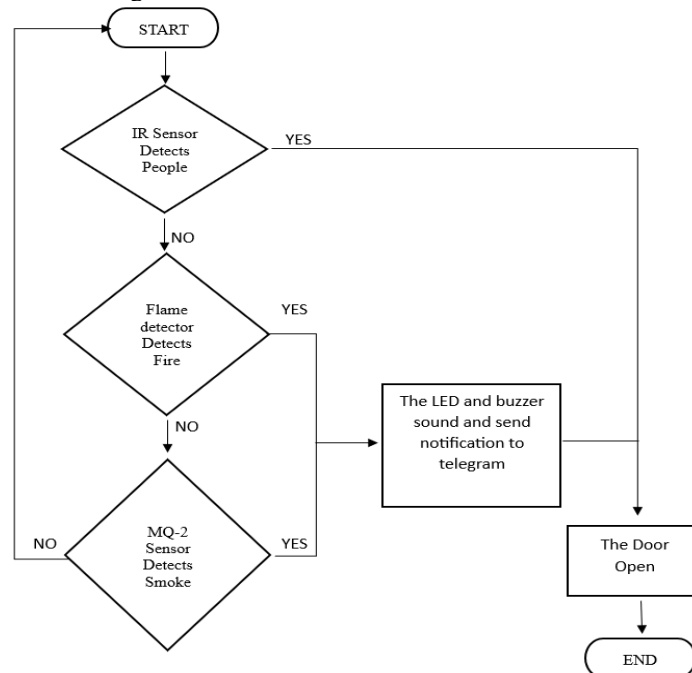 START
IR Sensor
Detects
People
YES
NO
Flame
detector
Detects
Fire
YES
NO
The LED and buzzer
sound and send
notification to
telegram
MQ-2
Sensor
Detects
Smoke
NO
YES
The Door
Open
END